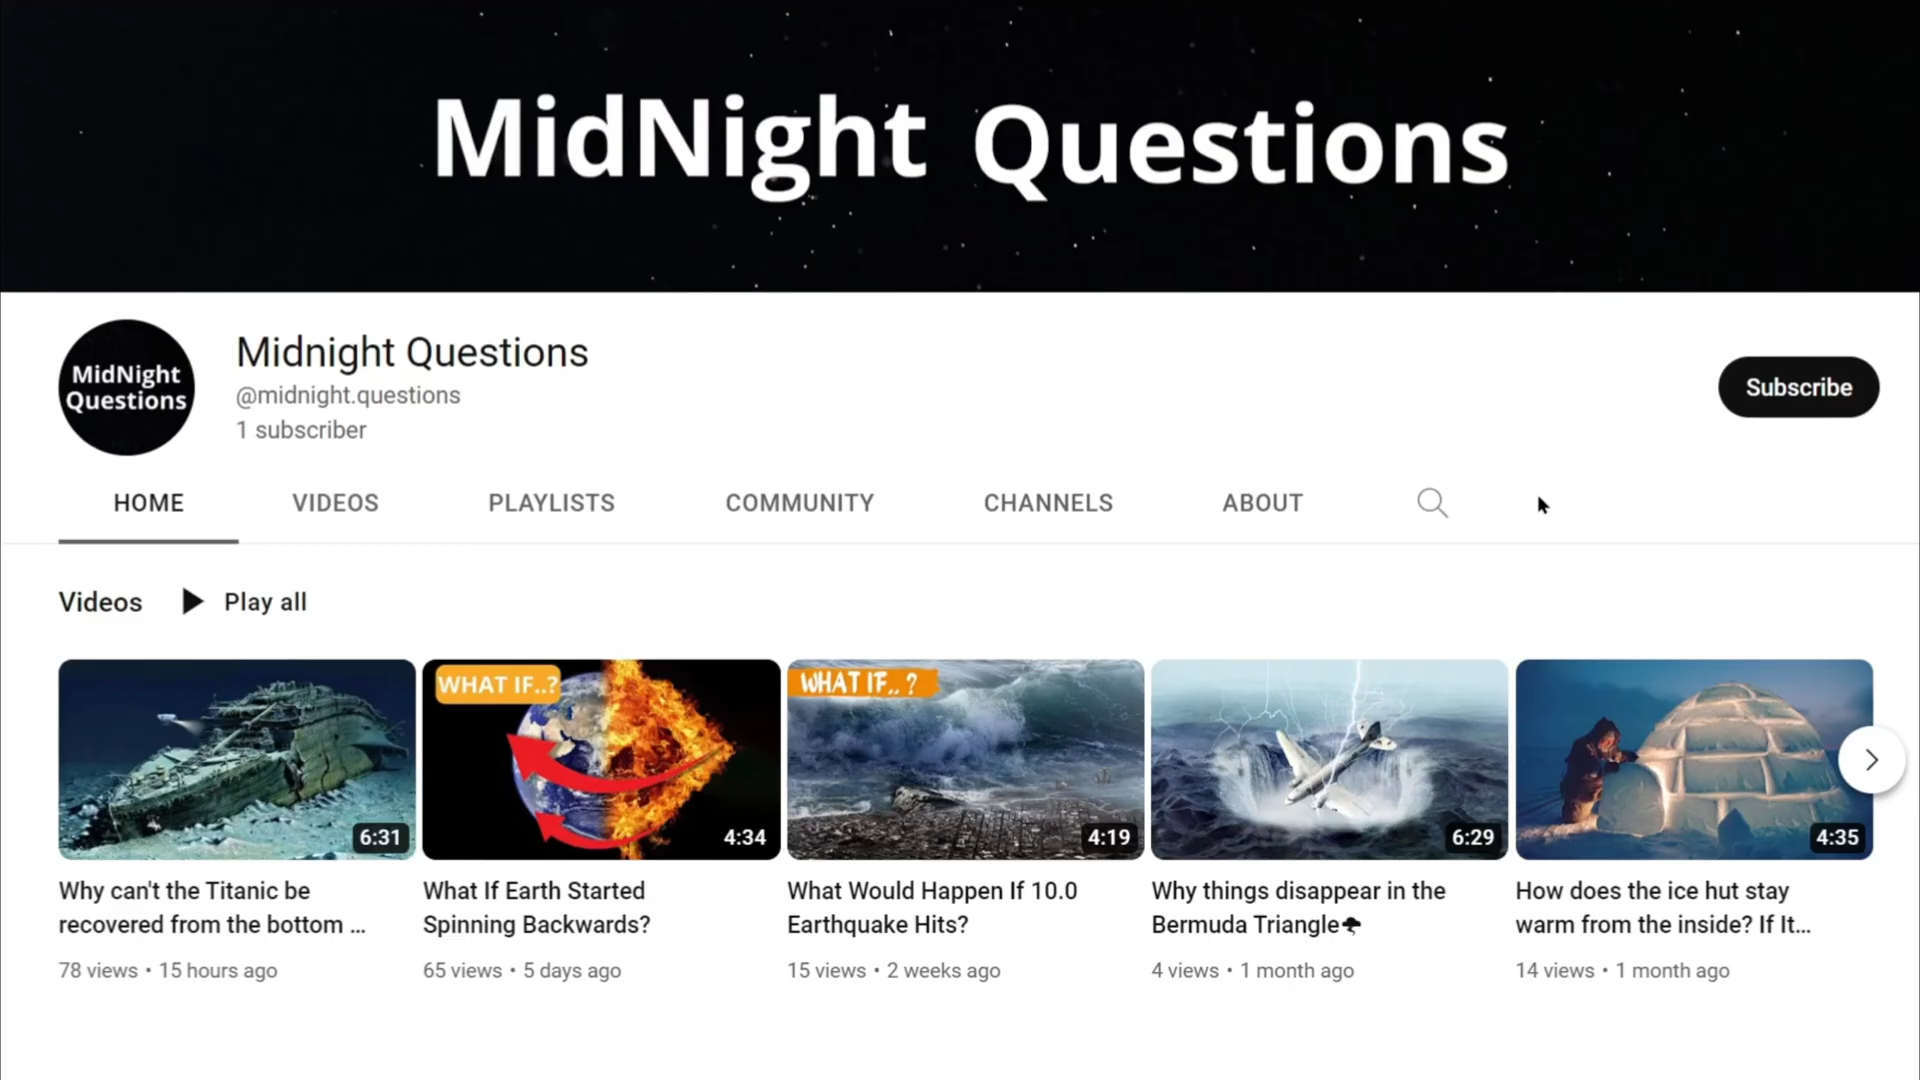 MidNight Questions
MidNight
Questions
Midnight Questions
@midnight.questions
1 subscriber
Subscribe
HOME VIDEOS PLAYLISTS COMMUNITY CHANNELS ABOUT
Videos Play all
WHAT IF..?
WHAT IF..?
6:31 4:34 4:19 6:29 4:35
Why can't the Titanic be
recovered from the bottom ...
78 views • 15 hours ago
What If Earth Started
Spinning Backwards?
65 views • 5 days ago
What Would Happen If 10.0
Earthquake Hits?
15 views • 2 weeks ago
Why things disappear in the
Bermuda Triangle🌪
4 views • 1 month ago
How does the ice hut stay
warm from the inside? If It...
14 views • 1 month ago